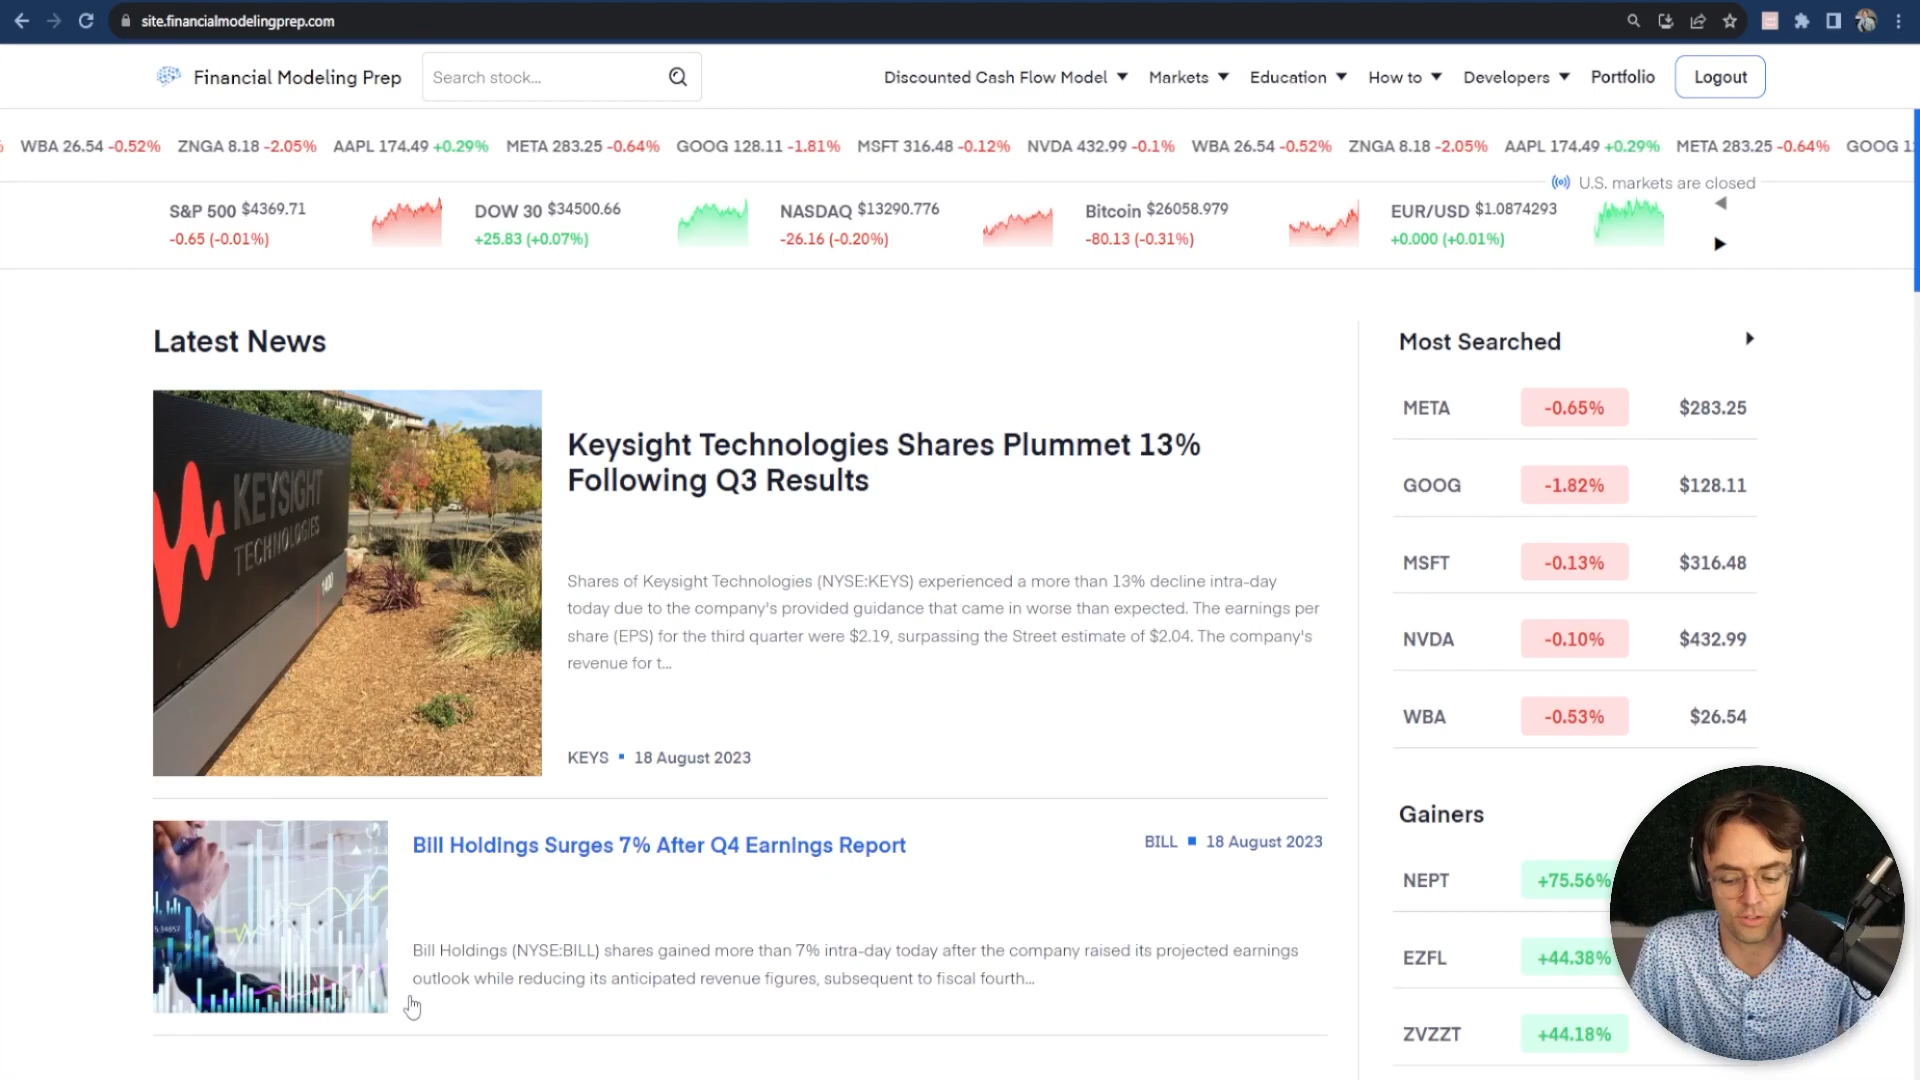 site.financialmodelingprep.com
Financial Modeling Prep
Search stock...
Discounted Cash Flow Model
Markets
Education
How to
Developers
Portfolio
Logout
WBA 26.54 -0.52% ZNGA 8.18 -2.05% AAPL 174.49 +0.29% META 283.25 -0.64% GOOG 128.11 -1.81% MSFT 316.48 -0.12% NVDA 432.99 -0.1% WBA 26.54 -0.52% ZNGA 8.18 -2.05% AAPL 174.49 +0.29% META 283.25 -0.64% GOOG
U.S. markets are closed
S&P 500 $4369.71
-0.65 (-0.01%)
DOW 30 $34500.66
+25.83 (+0.07%)
NASDAQ $13290.776
-26.16 (-0.20%)
Bitcoin $26058.979
-80.13 (-0.31%)
EUR/USD $1.0874293
+0.000 (+0.01%)
Latest News
KEYSIGHT
TECHNOLOGIES
1400
Keysight Technologies Shares Plummet 13%
Following Q3 Results
Shares of Keysight Technologies (NYSE:KEYS) experienced a more than 13% decline intra-day
today due to the company's provided guidance that came in worse than expected. The earnings per
share (EPS) for the third quarter were $2.19, surpassing the Street estimate of $2.04. The company's
revenue for t...
KEYS ▪ 18 August 2023
Bill Holdings Surges 7% After Q4 Earnings Report
BILL ▪ 18 August 2023
Bill Holdings (NYSE:BILL) shares gained more than 7% intra-day today after the company raised its projected earnings
outlook while reducing its anticipated revenue figures, subsequent to fiscal fourth...
Most Searched
META -0.65% $283.25
GOOG -1.82% $128.11
MSFT -0.13% $316.48
NVDA -0.10% $432.99
WBA -0.53% $26.54
Gainers
NEPT +75.56%
EZFL +44.38%
ZVZZT +44.18%